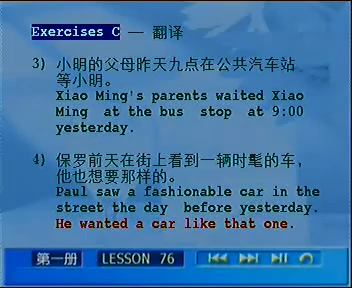 Exercises C — 翻译
3) 小明的父母昨天九点在公共汽车站
等小明。
Xiao Ming's parents waited Xiao
Ming at the bus stop at 9:00
yesterday.
4) 保罗前天在街上看到一辆时髦的车,
他也想要那样的。
Paul saw a fashionable car in the
street the day before yesterday.
He wanted a car like that one.
第一册 LESSON 76